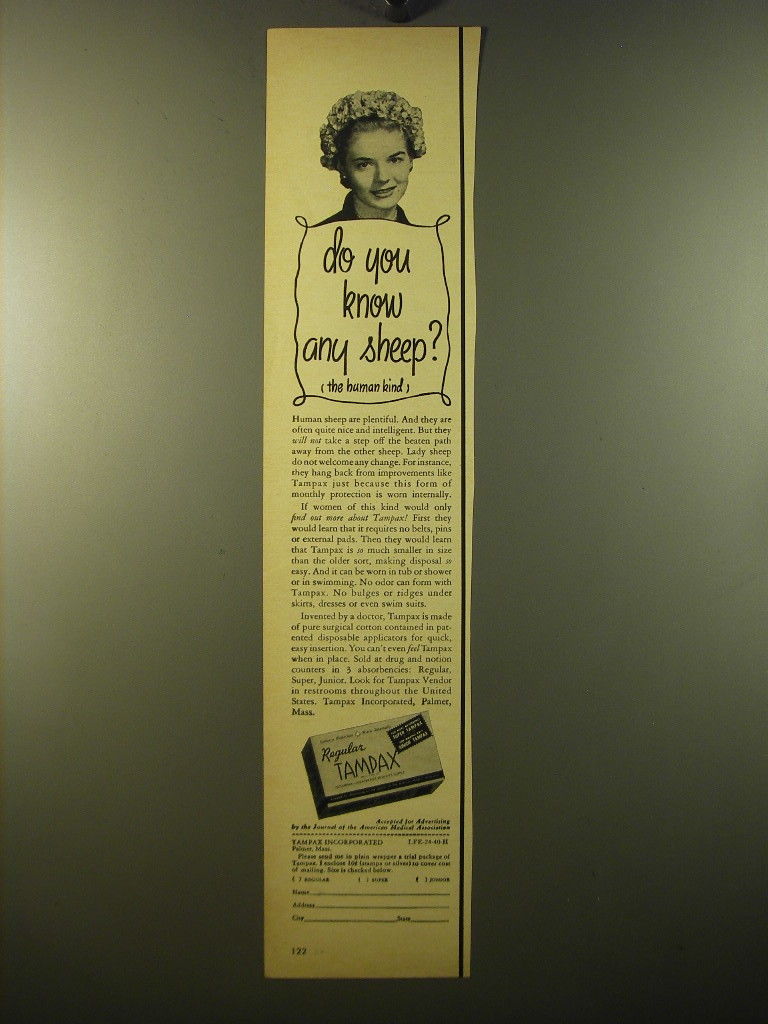 do you
know
any sheep?
(the human kind)
Human sheep are plentiful. And they are
often quite nice and intelligent. But they
will not take a step off the beaten path
away from the other sheep. Lady sheep
do not welcome any change. For instance,
they hang back from improvements like
Tampax just because this form of
monthly protection is worn internally.
If women of this kind would only
find out more about Tampax! First they
would learn that it requires no belts, pins
or external pads. Then they would learn
that Tampax is so much smaller in size
than the older sort, making disposal so
easy. And it can be worn in tub or shower
or in swimming. No odor can form with
Tampax. No bulges or ridges under
skirts, dresses or even swim suits.
Invented by a doctor, Tampax is made
of pure surgical cotton contained in pat-
ented disposable applicators for quick,
easy insertion. You can't even feel Tampax
when in place. Sold at drug and notion
counters in 3 absorbencies: Regular,
Super, Junior. Look for Tampax Vendor
in restrooms throughout the United
States. Tampax Incorporated, Palmer,
Mass.
Regular
TAMPAX
SUPER TAMPAX
JUNIOR TAMPAX
Accepted for Advertising
by the Journal of the American Medical Association
TAMPAX INCORPORATED
Palmer, Mass.
Please send me in plain wrapper a trial package of
Tampax. I enclose 10¢ (stamps or silver) to cover cost
of mailing. Size is checked below.
( ) REGULAR ( ) SUPER ( ) JUNIOR
Name
Address
City State
122